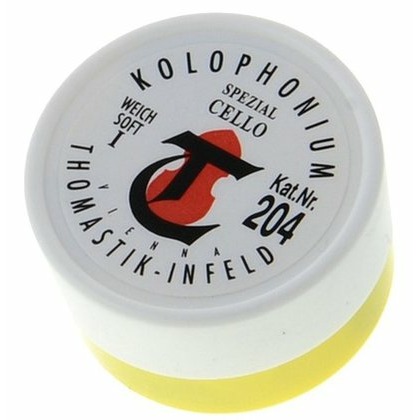 KOLOPHONIUM
SPEZIAL
CELLO
WEICH
SOFT
I
Kat.Nr.
204
VIENNA
THOMASTIK-INFELD